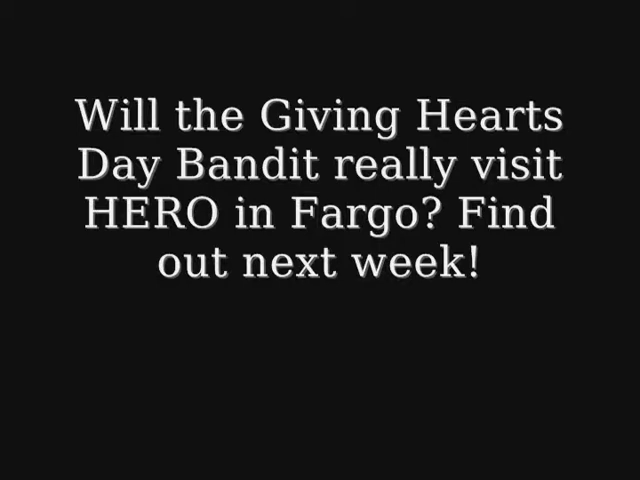 Will the Giving Hearts
Day Bandit really visit
HERO in Fargo? Find
out next week!